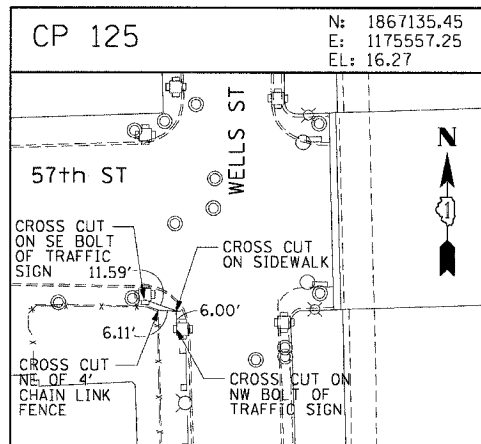 CP 125
N: 1867135.45
E: 1175557.25
EL: 16.27
WELLS ST
57th ST
N
1
CROSS CUT
ON SE BOLT
OF TRAFFIC
SIGN
11.59'
CROSS CUT
ON SIDEWALK
6.00'
6.11'
CROSS CUT
NE OF 4'
CHAIN LINK
FENCE
CROSS CUT ON
NW BOLT OF
TRAFFIC SIGN